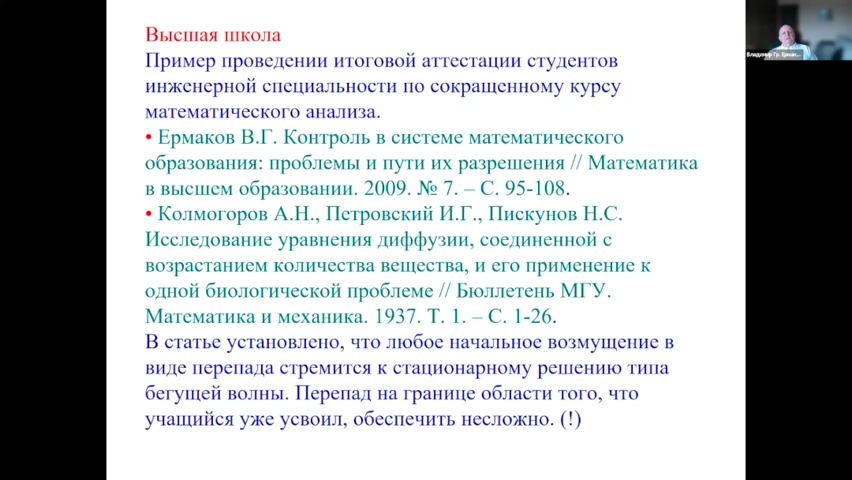 Высшая школа
Пример проведении итоговой аттестации студентов
инженерной специальности по сокращенному курсу
математического анализа.
• Ермаков В.Г. Контроль в системе математического
образования: проблемы и пути их разрешения // Математика
в высшем образовании. 2009. № 7. – С. 95-108.
• Колмогоров А.Н., Петровский И.Г., Пискунов Н.С.
Исследование уравнения диффузии, соединенной с
возрастанием количества вещества, и его применение к
одной биологической проблеме // Бюллетень МГУ.
Математика и механика. 1937. Т. 1. – С. 1-26.
В статье установлено, что любое начальное возмущение в
виде перепада стремится к стационарному решению типа
бегущей волны. Перепад на границе области того, что
учащийся уже усвоил, обеспечить несложно. (!)
Владимир Гр.